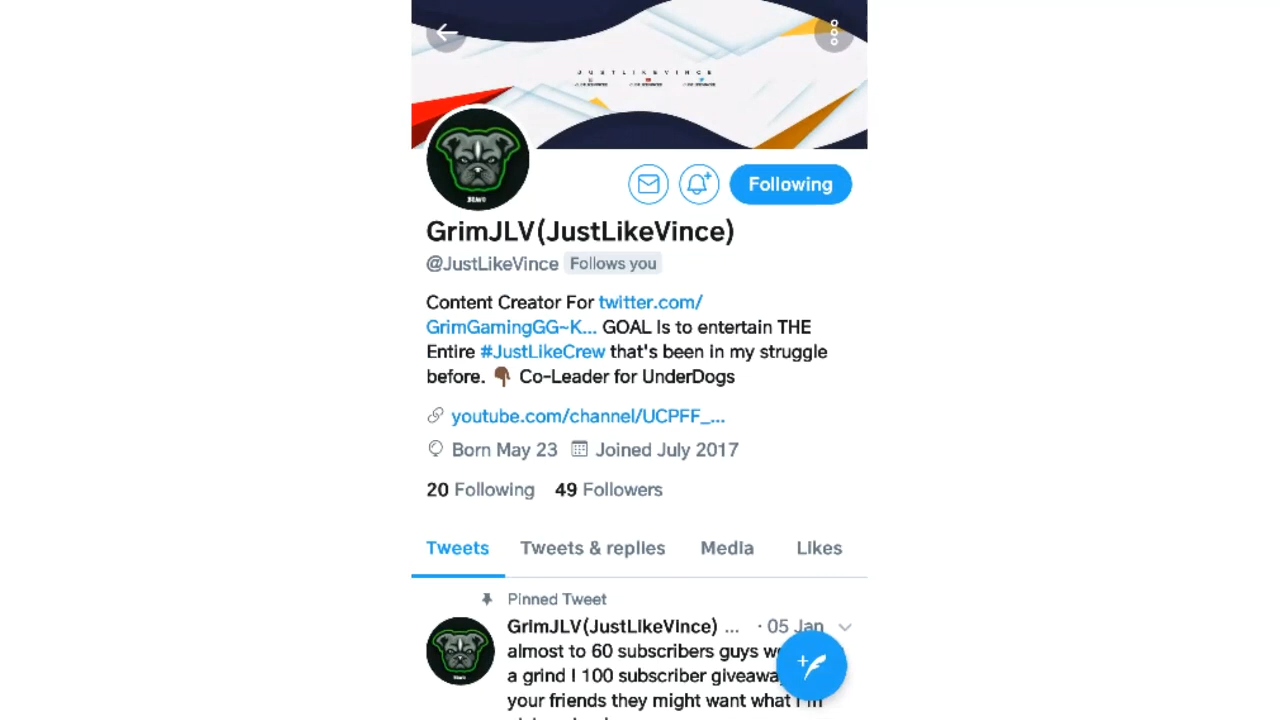 J U S T L I K E V I N C E
Following
GrimJLV(JustLikeVince)
@JustLikeVince Follows you
Content Creator For twitter.com/
GrimGamingGG~K... GOAL Is to entertain THE
Entire #JustLikeCrew that's been in my struggle
before. 👇🏾 Co-Leader for UnderDogs
youtube.com/channel/UCPFF_...
Born May 23 Joined July 2017
20 Following 49 Followers
Tweets Tweets & replies Media Likes
Pinned Tweet
GrimJLV(JustLikeVince) ... · 05 Jan
almost to 60 subscribers guys
a grind I 100 subscriber
your friends they might want what